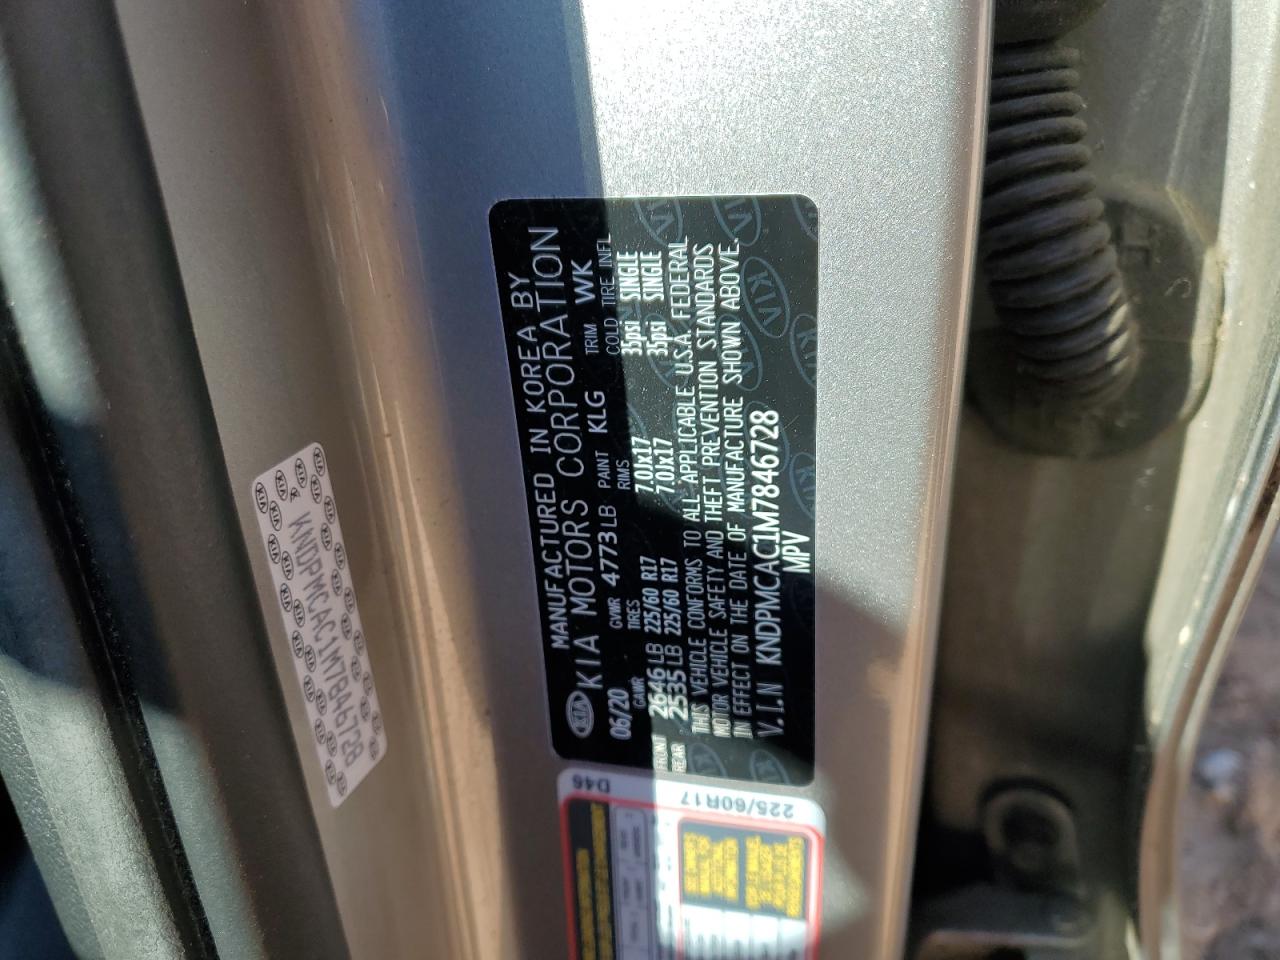 MANUFACTURED IN KOREA BY
KIA KIA MOTORS CORPORATION
06/20 GVWR 4773LB PAINT KLG TRIM WK
GAWR TIRES RIMS COLD TIRE INFL
FRONT 2646LB 225/60 R17 7.0Jx17 35psi SINGLE
REAR 2535LB 225/60 R17 7.0Jx17 35psi SINGLE
THIS VEHICLE CONFORMS TO ALL APPLICABLE U.S.A. FEDERAL
MOTOR VEHICLE SAFETY AND THEFT PREVENTION STANDARDS
IN EFFECT ON THE DATE OF MANUFACTURE SHOWN ABOVE.
V.I.N KNDPMCAC1M7846728
MPV
KNDPMCAC1M7846728
D46
225/60R17